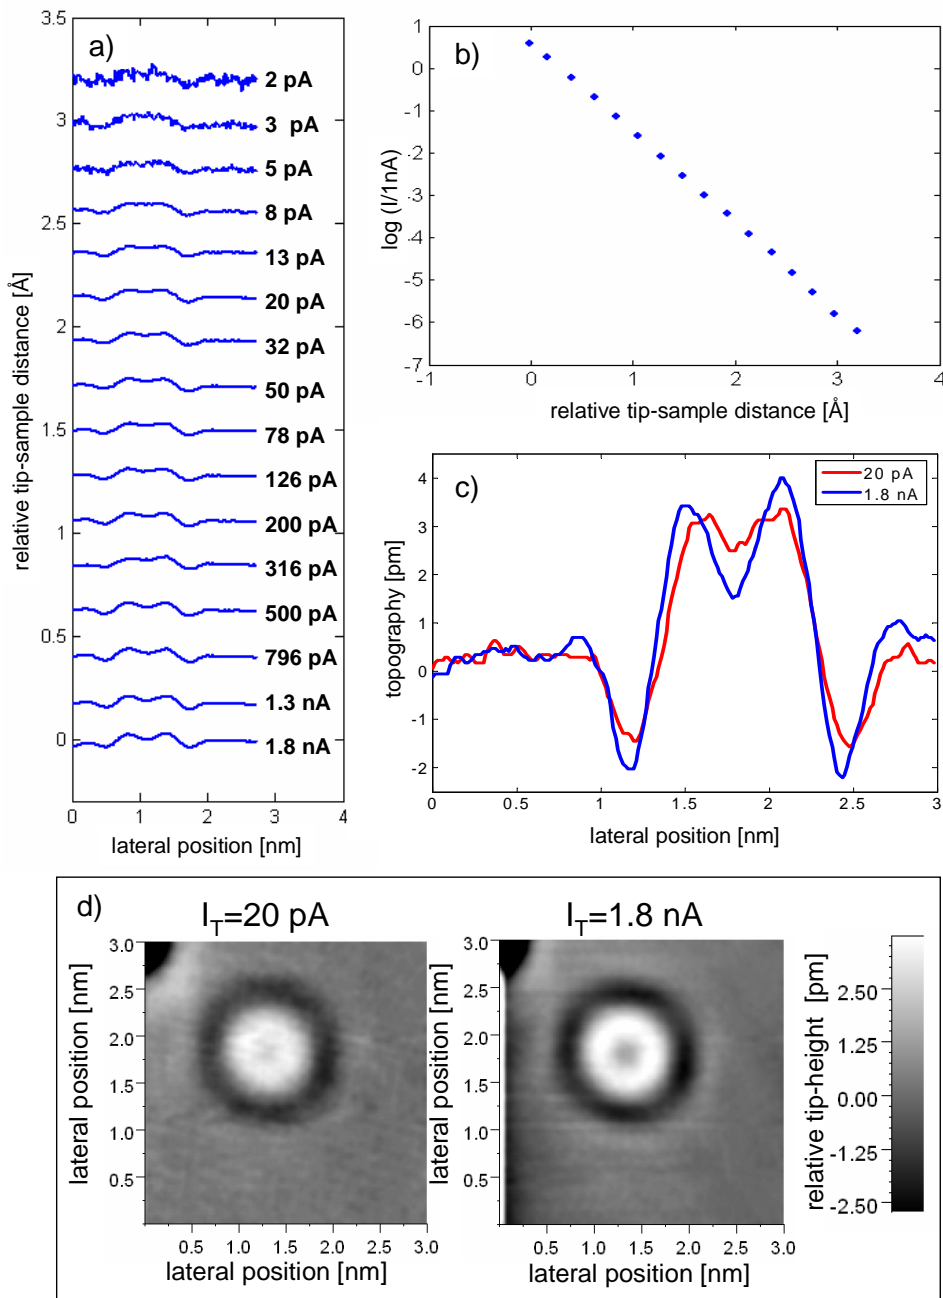 a)
3.5
3
2.5
2
1.5
1
0.5
0
relative tip-sample distance [Å]
2 pA
3 pA
5 pA
8 pA
13 pA
20 pA
32 pA
50 pA
78 pA
126 pA
200 pA
316 pA
500 pA
796 pA
1.3 nA
1.8 nA
0 1 2 3 4
lateral position [nm]
b)
1
0
-1
-2
-3
-4
-5
-6
-7
log (I/1nA)
-1 0 1 2 3 4
relative tip-sample distance [Å]
c)
20 pA
1.8 nA
4
3
2
1
0
-1
-2
topography [pm]
0 0.5 1 1.5 2 2.5 3
lateral position [nm]
d)
I_T=20 pA
3.0
2.5
2.0
1.5
1.0
0.5
lateral position [nm]
0.5 1.0 1.5 2.0 3.0
lateral position [nm]
I_T=1.8 nA
3.0
2.5
2.0
1.5
1.0
0.5
lateral position [nm]
0.5 1.0 1.5 2.0 3.0
lateral position [nm]
2.50
1.25
0.00
-1.25
-2.50
relative tip-height [pm]